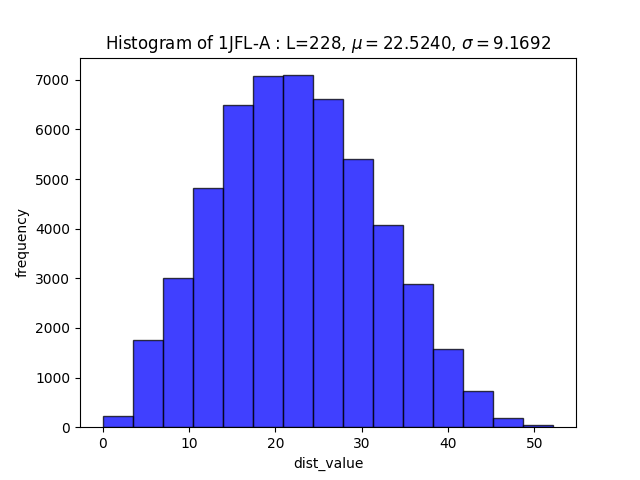 Histogram of 1JFL-A : L=228, μ = 22.5240, σ = 9.1692
7000
6000
5000
4000
3000
2000
1000
0
frequency
0 10 20 30 40 50
dist_value